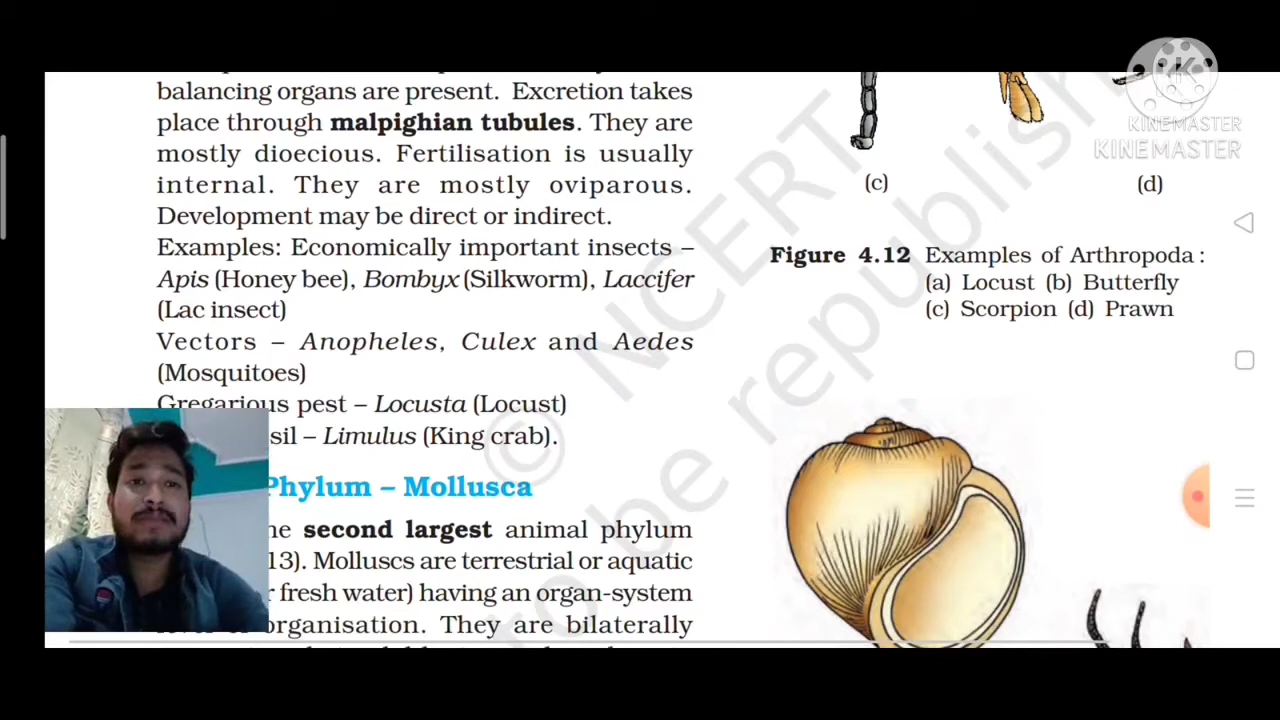 balancing organs are present. Excretion takes
place through malpighian tubules. They are
mostly dioecious. Fertilisation is usually
internal. They are mostly oviparous.
Development may be direct or indirect.
Examples: Economically important insects –
Apis (Honey bee), Bombyx (Silkworm), Laccifer
(Lac insect)
Vectors – Anopheles, Culex and Aedes
(Mosquitoes)
Gregarious pest – Locusta (Locust)
sil – Limulus (King crab).
Phylum – Mollusca
second largest animal phylum
13). Molluscs are terrestrial or aquatic
fresh water) having an organ-system
organisation. They are bilaterally
(c)
(d)
Figure 4.12 Examples of Arthropoda :
(a) Locust (b) Butterfly
(c) Scorpion (d) Prawn
© NCERT
to be republish
KINEMASTER
KINEMASTER